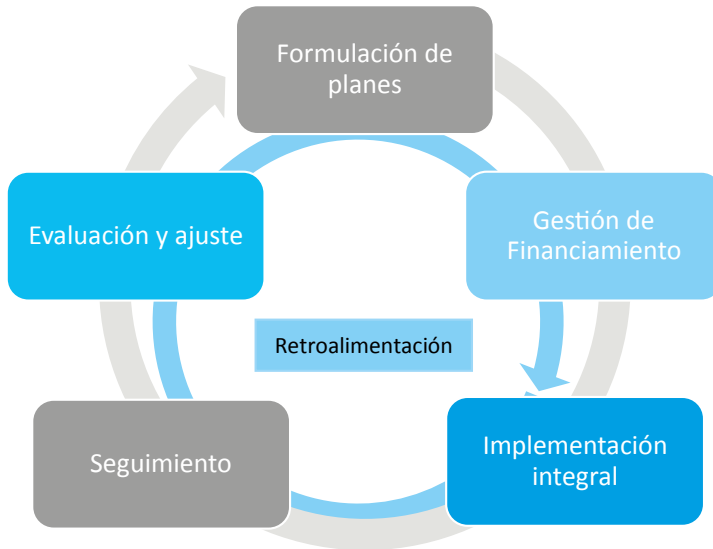 Formulación de
planes
Gestión de
Financiamiento
Implementación
integral
Seguimiento
Evaluación y ajuste
Retroalimentación